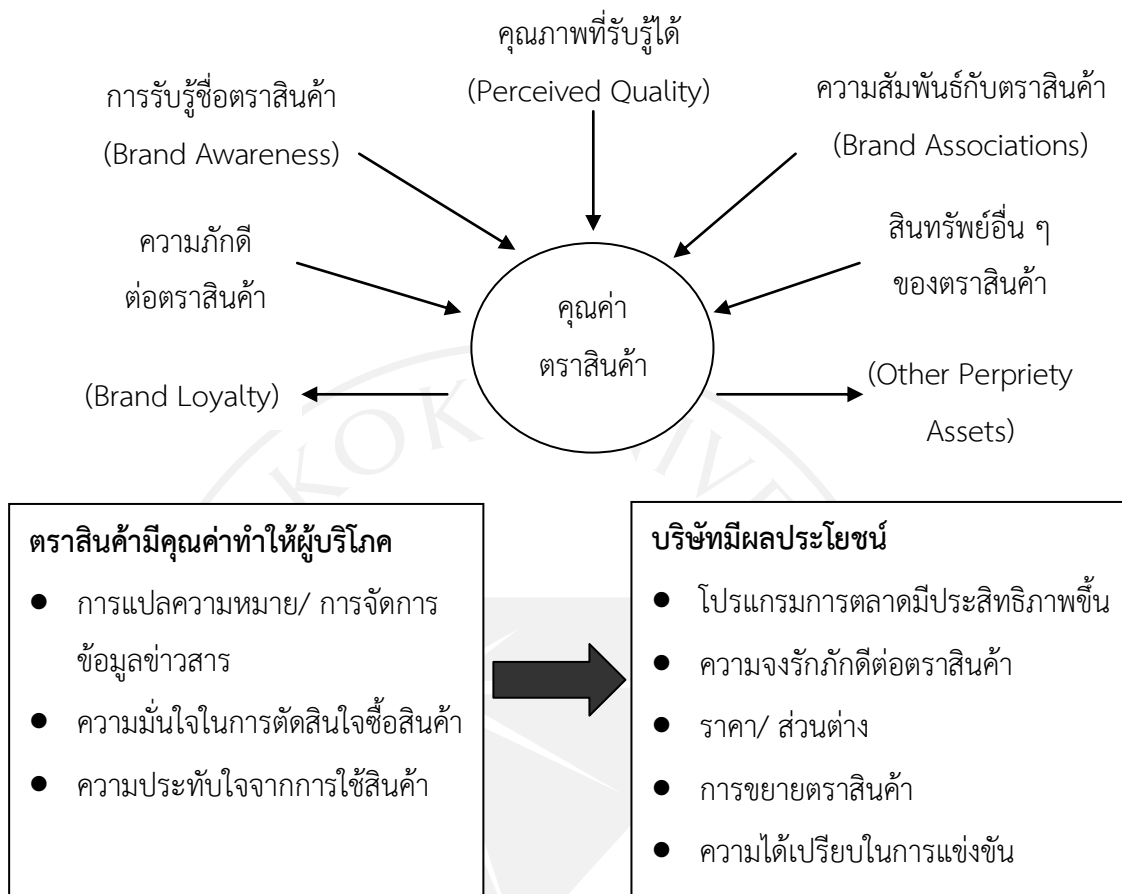 คุณภาพที่รับรู้ได้
(Perceived Quality)
การรับรู้ชื่อตราสินค้า
(Brand Awareness)
ความสัมพันธ์กับตราสินค้า
(Brand Associations)
ความภักดี
ต่อตราสินค้า
(Brand Loyalty)
สินทรัพย์อื่น ๆ
ของตราสินค้า
(Other Perpriety
Assets)
คุณค่า
ตราสินค้า
ตราสินค้ามีคุณค่าทำให้ผู้บริโภค
● การแปลความหมาย/ การจัดการ
ข้อมูลข่าวสาร
● ความมั่นใจในการตัดสินใจซื้อสินค้า
● ความประทับใจจากการใช้สินค้า
บริษัทมีผลประโยชน์
● โปรแกรมการตลาดมีประสิทธิภาพขึ้น
● ความจงรักภักดีต่อตราสินค้า
● ราคา/ ส่วนต่าง
● การขยายตราสินค้า
● ความได้เปรียบในการแข่งขัน